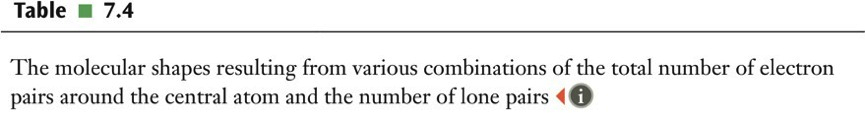 Table ■ 7.4
The molecular shapes resulting from various combinations of the total number of electron
pairs around the central atom and the number of lone pairs i